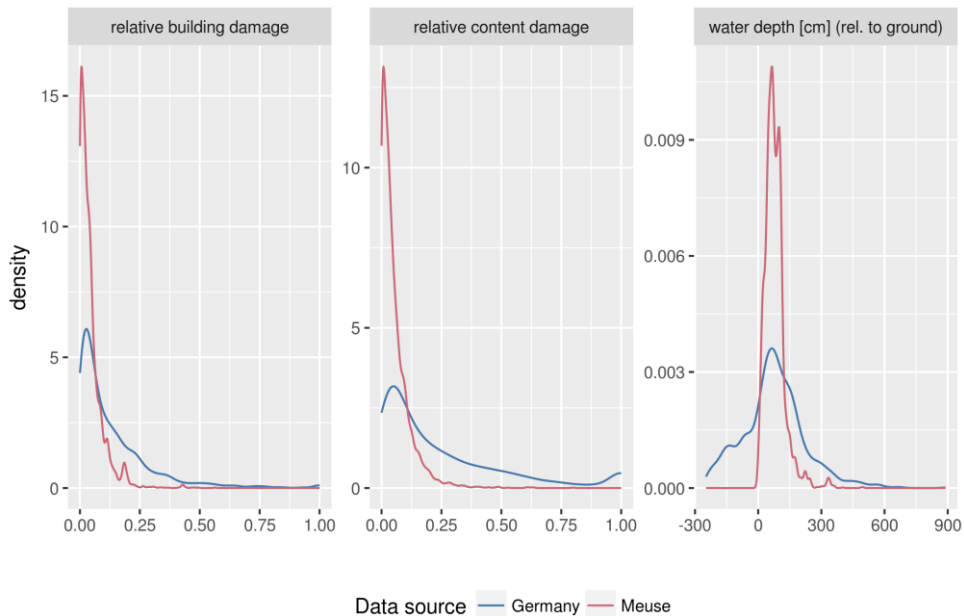 relative building damage
relative content damage
water depth [cm] (rel. to ground)
density
15
10
5
0
10
5
0
0.009
0.006
0.003
0.000
0.00 0.25 0.50 0.75 1.00
0.00 0.25 0.50 0.75 1.00
-300 0 300 600 900
Data source Germany Meuse